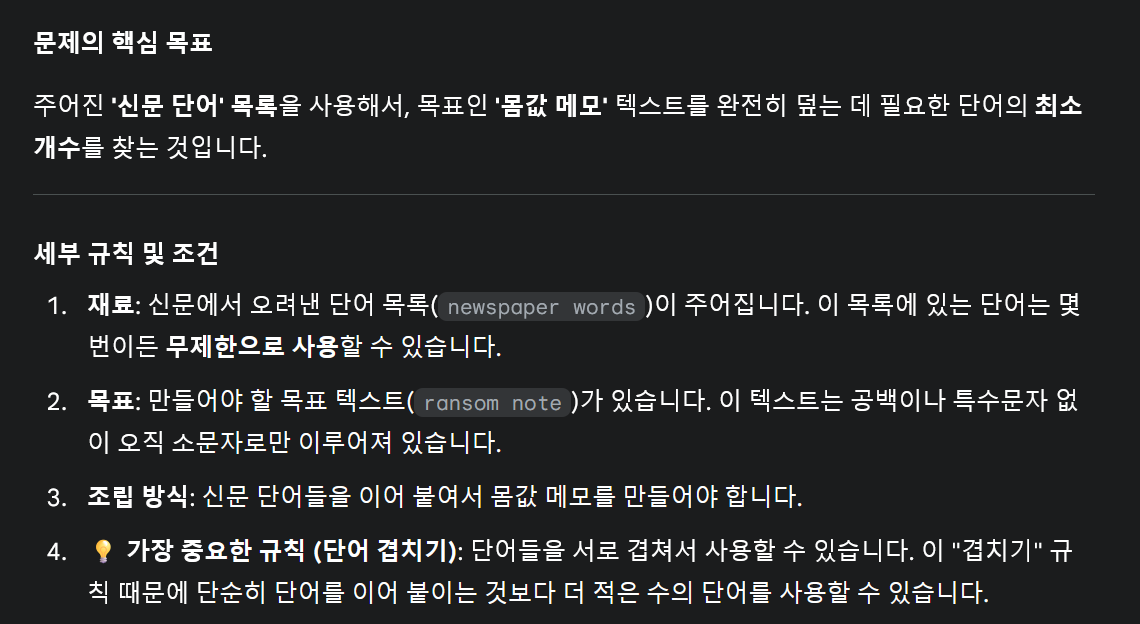 문제의 핵심 목표
주어진 '신문 단어' 목록을 사용해서, 목표인 '몸값 메모' 텍스트를 완전히 덮는 데 필요한 단어의 최소
개수를 찾는 것입니다.
세부 규칙 및 조건
1. 재료: 신문에서 오려낸 단어 목록(newspaper words)이 주어집니다. 이 목록에 있는 단어는 몇
번이든 무제한으로 사용할 수 있습니다.
2. 목표: 만들어야 할 목표 텍스트(ransom note)가 있습니다. 이 텍스트는 공백이나 특수문자 없
이 오직 소문자로만 이루어져 있습니다.
3. 조립 방식: 신문 단어들을 이어 붙여서 몸값 메모를 만들어야 합니다.
4. 💡 가장 중요한 규칙 (단어 겹치기): 단어들을 서로 겹쳐서 사용할 수 있습니다. 이 "겹치기" 규
칙 때문에 단순히 단어를 이어 붙이는 것보다 더 적은 수의 단어를 사용할 수 있습니다.